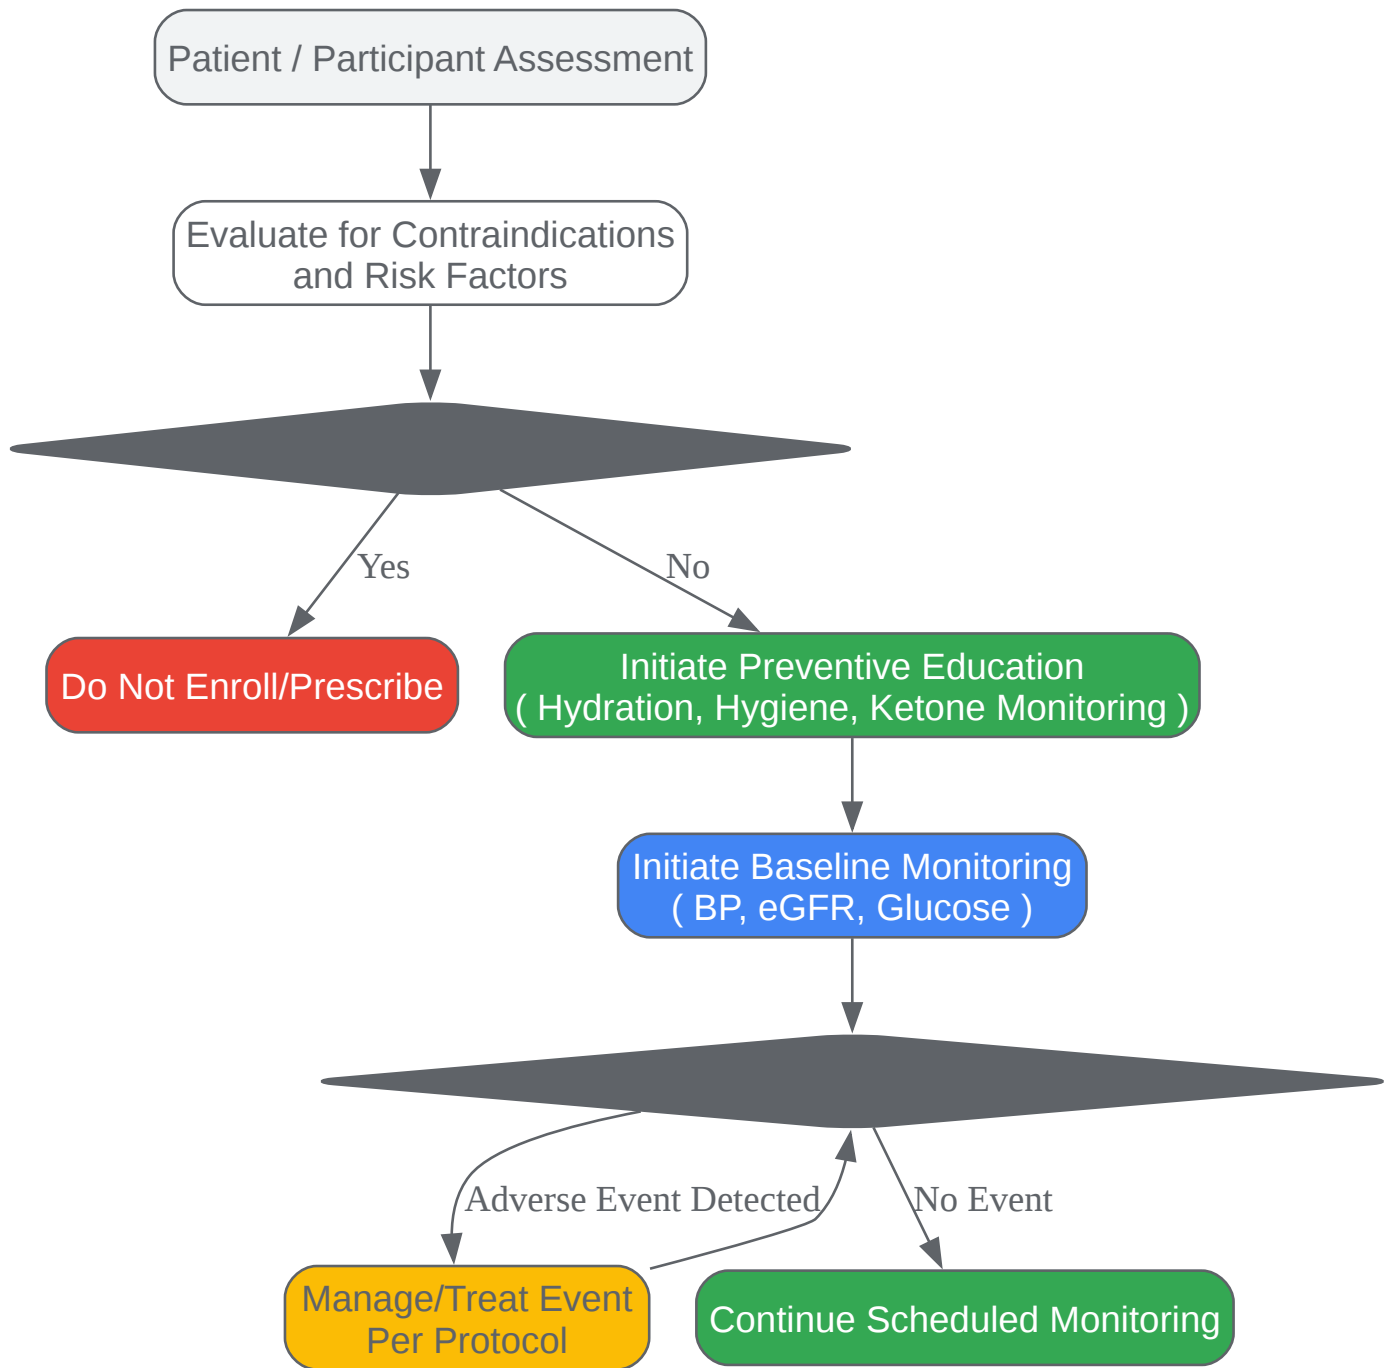 Patient / Participant Assessment
Evaluate for Contraindications
and Risk Factors
Yes
No
Do Not Enroll/Prescribe
Initiate Preventive Education
( Hydration, Hygiene, Ketone Monitoring )
Initiate Baseline Monitoring
( BP, eGFR, Glucose )
Adverse Event Detected
No Event
Manage/Treat Event
Per Protocol
Continue Scheduled Monitoring